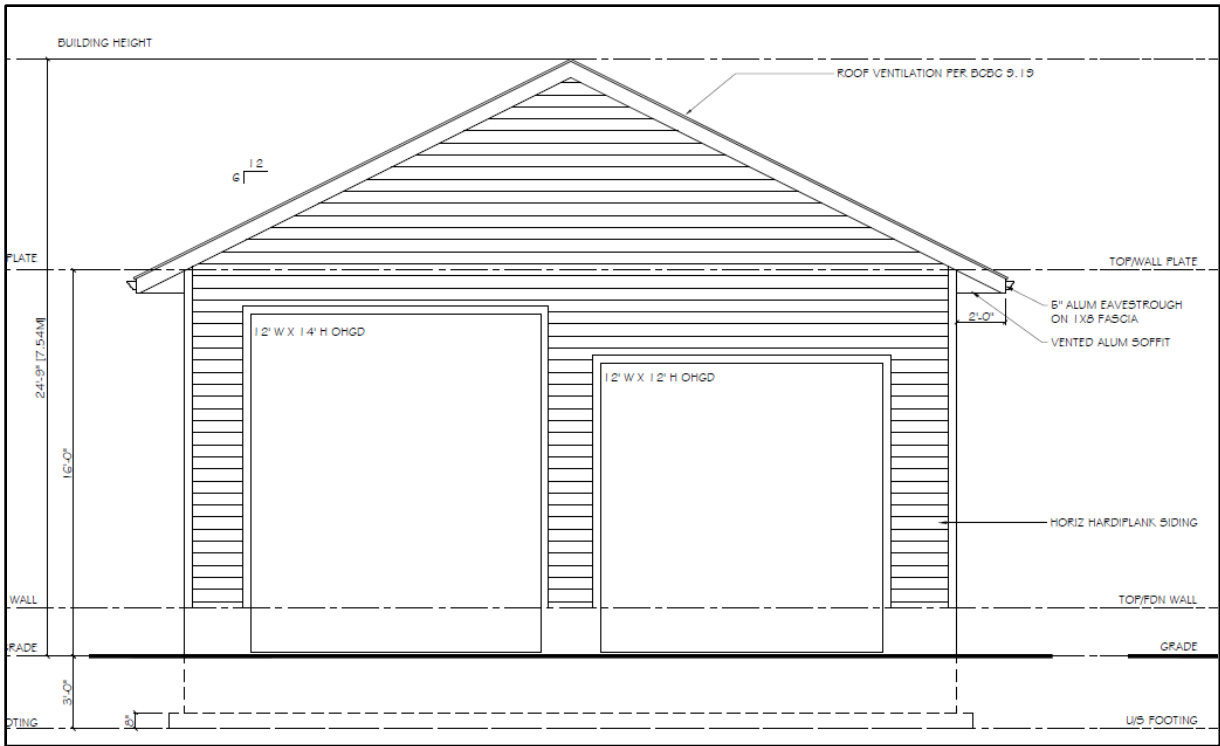 BUILDING HEIGHT
ROOF VENTILATION PER BCBC 9.19
12
6
PLATE
TOP/WALL PLATE
5" ALUM EAVESTROUGH
ON 1X8 FASCIA
2'-0"
VENTED ALUM SOFFIT
12' W X 14' H OHGD
12' W X 12' H OHGD
24'-9" [7.54M]
16'-0"
HORIZ HARDIPLANK SIDING
WALL
TOP/FDN WALL
GRADE
GRADE
3'-0"
8"
OTING
U/S FOOTING